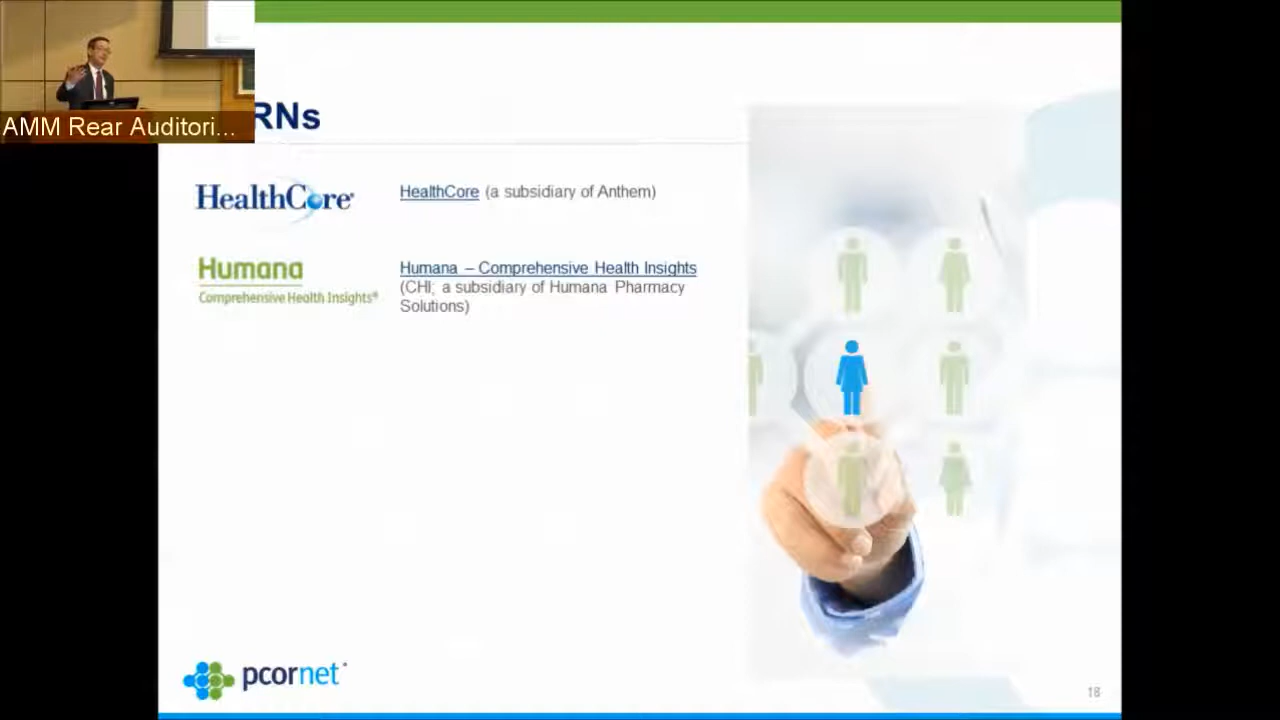 AMM Rear Auditori...
RNs
HealthCore
HealthCore (a subsidiary of Anthem)
Humana
Comprehensive Health Insights®
Humana – Comprehensive Health Insights
(CHI; a subsidiary of Humana Pharmacy
Solutions)
pcornet
18